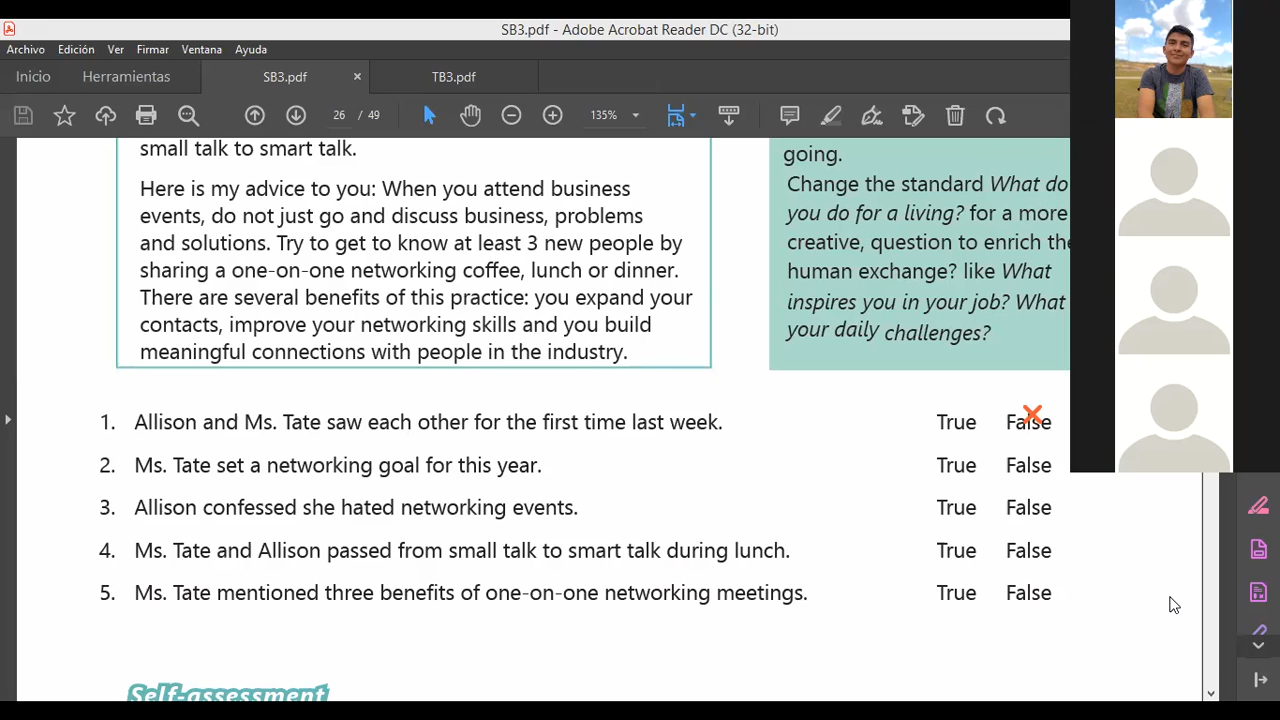 SB3.pdf - Adobe Acrobat Reader DC (32-bit)
Archivo Edición Ver Firmar Ventana Ayuda
Inicio Herramientas SB3.pdf × TB3.pdf
26 / 49 135%
small talk to smart talk.
Here is my advice to you: When you attend business
events, do not just go and discuss business, problems
and solutions. Try to get to know at least 3 new people by
sharing a one-on-one networking coffee, lunch or dinner.
There are several benefits of this practice: you expand your
contacts, improve your networking skills and you build
meaningful connections with people in the industry.
going.
Change the standard What do
you do for a living? for a more
creative, question to enrich the
human exchange? like What
inspires you in your job? What
your daily challenges?
1. Allison and Ms. Tate saw each other for the first time last week. True False
2. Ms. Tate set a networking goal for this year. True False
3. Allison confessed she hated networking events. True False
4. Ms. Tate and Allison passed from small talk to smart talk during lunch. True False
5. Ms. Tate mentioned three benefits of one-on-one networking meetings. True False
Self-assessment